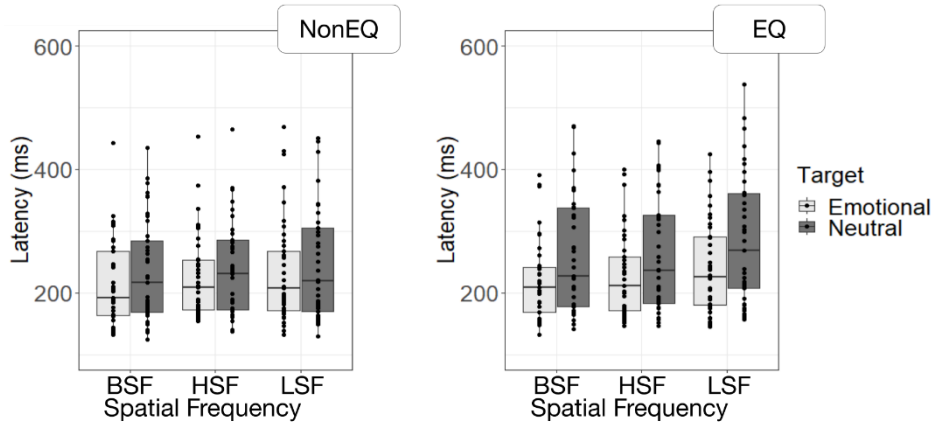 NonEQ
600
400
200
Latency (ms)
BSF HSF LSF
Spatial Frequency
EQ
600
400
200
Latency (ms)
BSF HSF LSF
Spatial Frequency
Target
Emotional
Neutral